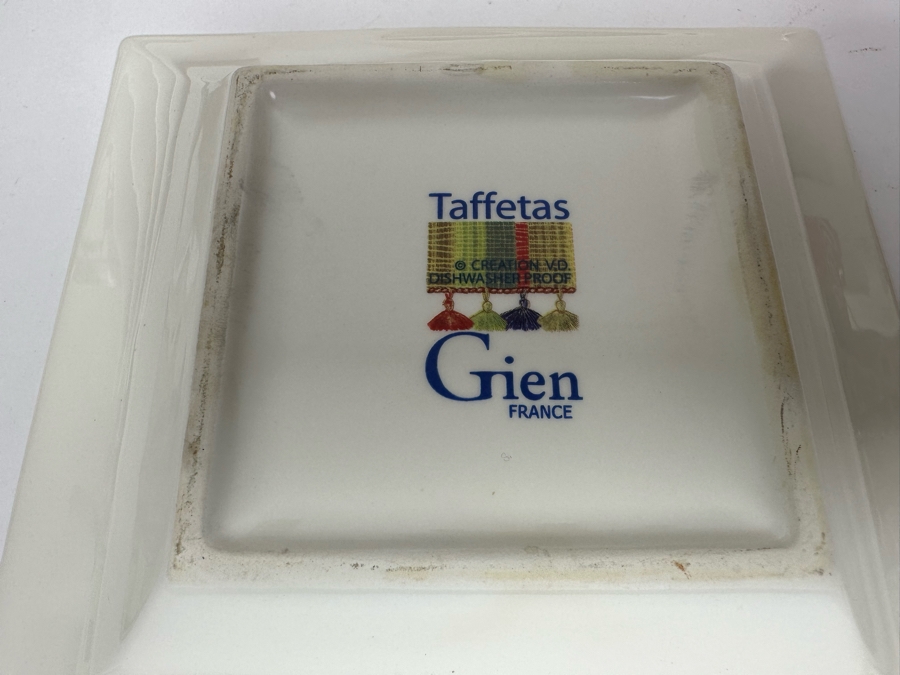 Taffetas
© CREATION V.D.
DISHWASHER PROOF
Gien
FRANCE